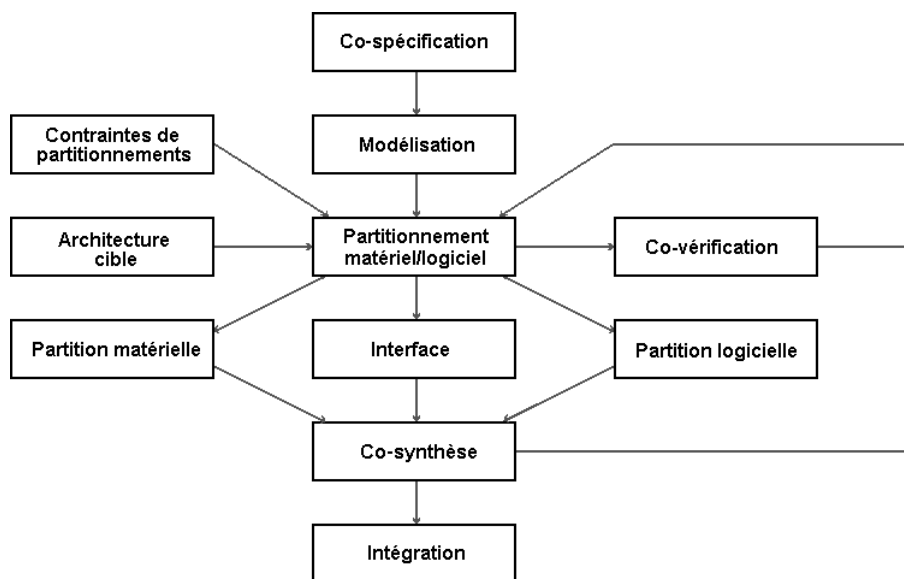 Co-spécification
Contraintes de
partitionnements
Modélisation
Architecture
cible
Partitionnement
matériel/logiciel
Co-vérification
Partition matérielle
Interface
Partition logicielle
Co-synthèse
Intégration